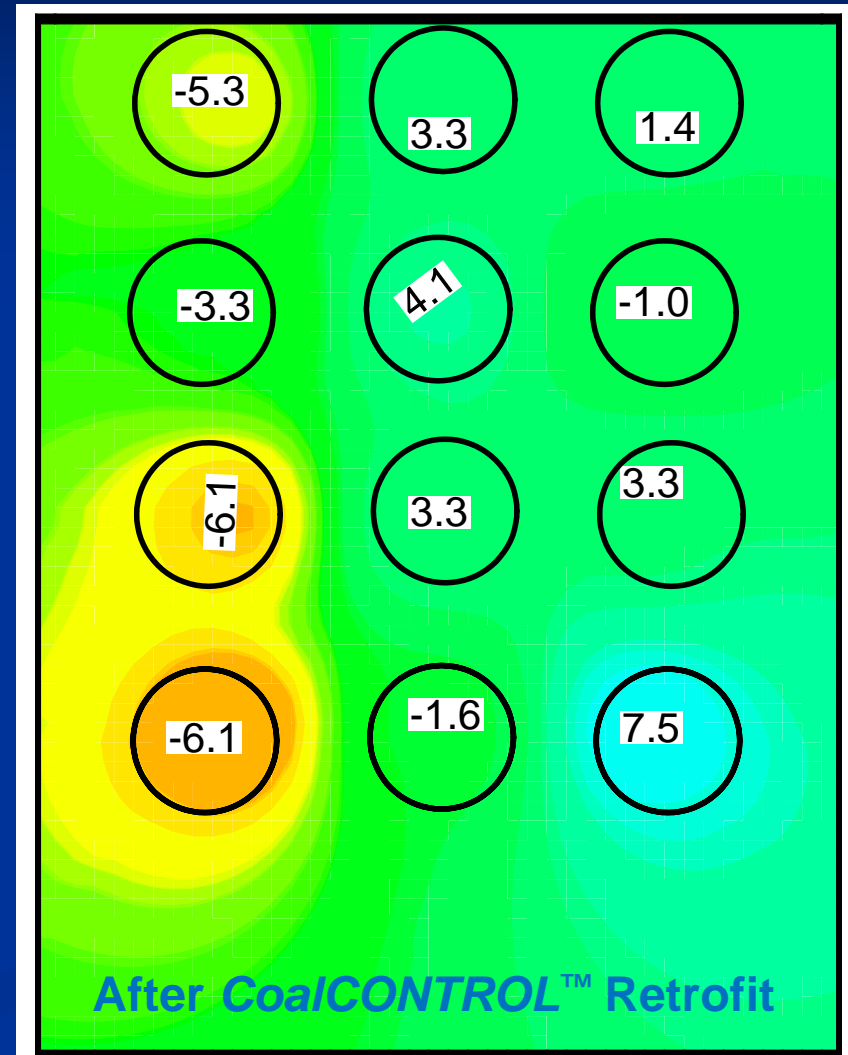 -5.3 3.3 1.4
-3.3 4.1 -1.0
-6.1 3.3 3.3
-6.1 -1.6 7.5
After CoalCONTROL™ Retrofit